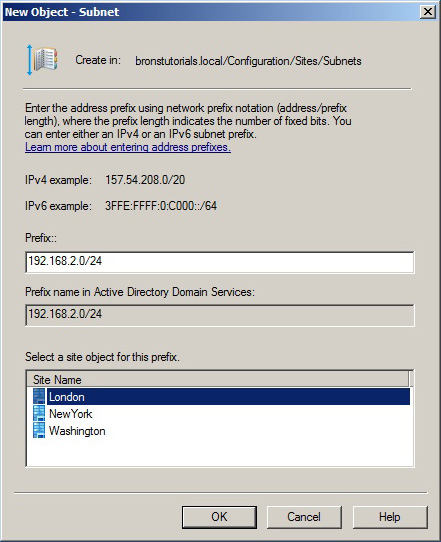 New Object - Subnet
Create in: bronstutorials.local/Configuration/Sites/Subnets
Enter the address prefix using network prefix notation (address/prefix
length), where the prefix length indicates the number of fixed bits. You
can enter either an IPv4 or an IPv6 subnet prefix.
Learn more about entering address prefixes.
IPv4 example: 157.54.208.0/20
IPv6 example: 3FFE:FFFF:0:C000::/64
Prefix::
192.168.2.0/24
Prefix name in Active Directory Domain Services:
192.168.2.0/24
Select a site object for this prefix.
Site Name
London
NewYork
Washington
OK Cancel Help